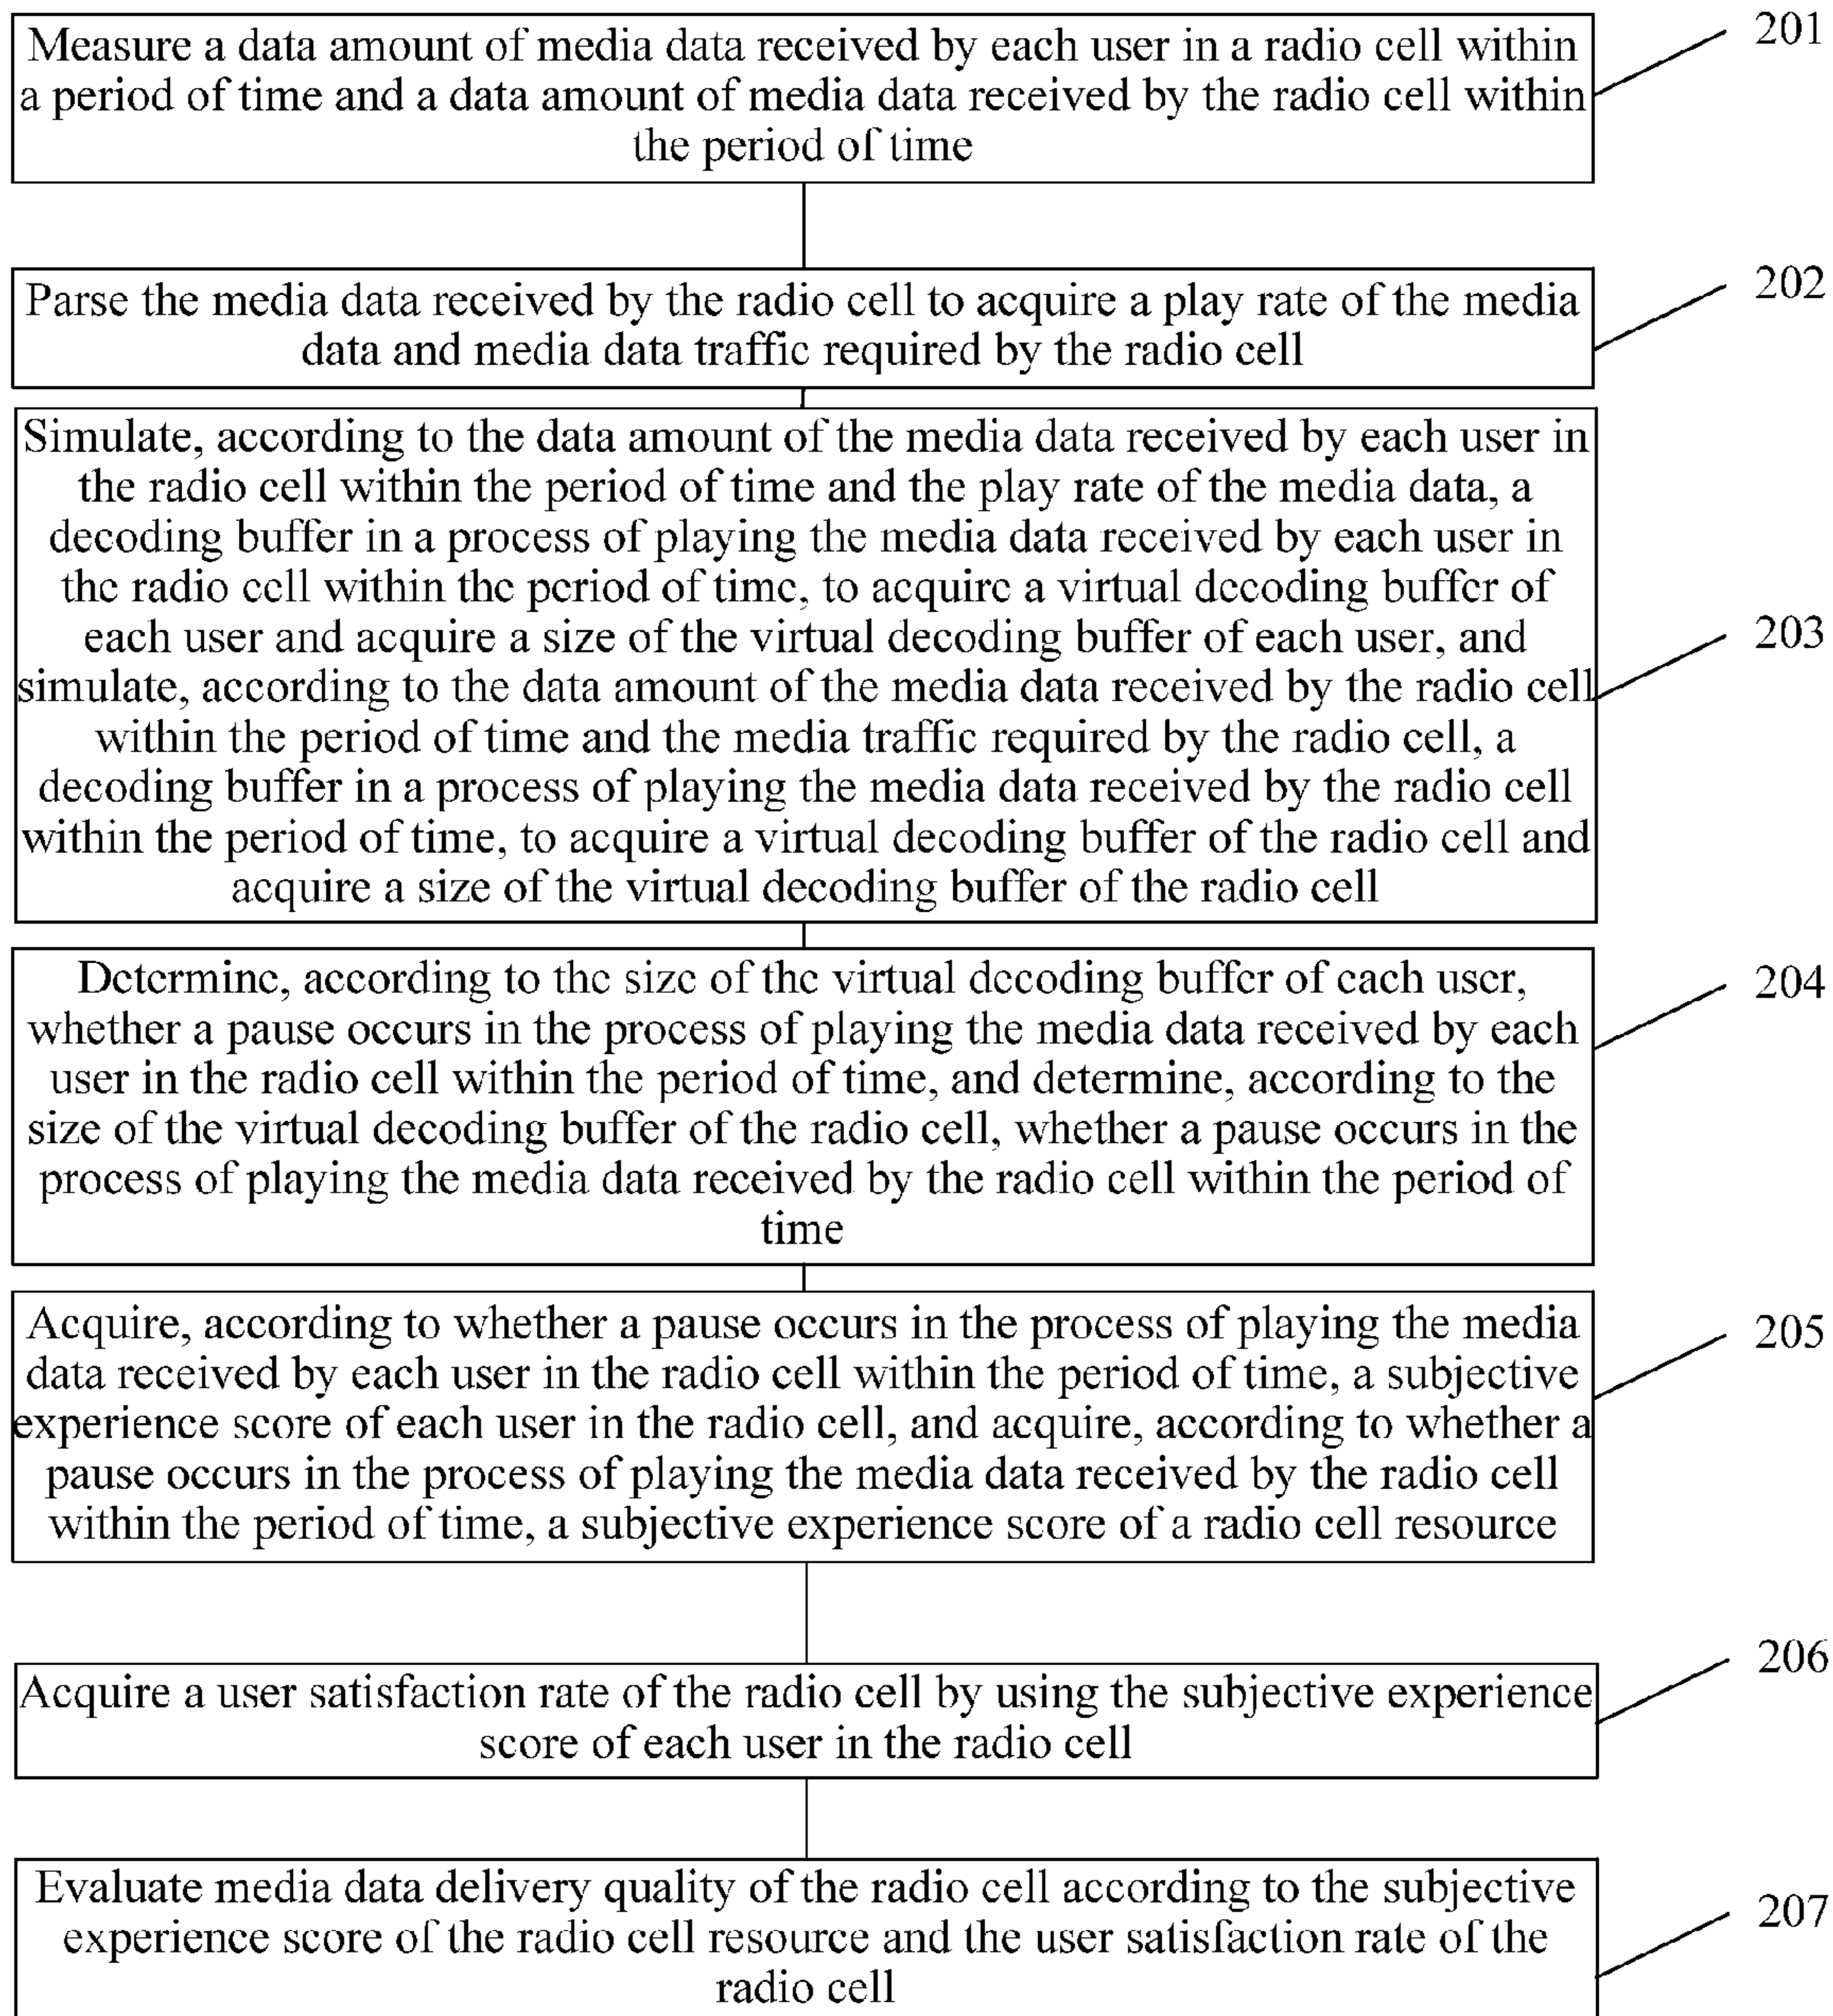 Measure a data amount of media data received by each user in a radio cell within
a period of time and a data amount of media data received by the radio cell within
the period of time
201
Parse the media data received by the radio cell to acquire a play rate of the media
data and media data traffic required by the radio cell
202
Simulate, according to the data amount of the media data received by each user in
the radio cell within the period of time and the play rate of the media data, a
decoding buffer in a process of playing the media data received by each user in
the radio cell within the period of time, to acquire a virtual decoding buffer of
each user and acquire a size of the virtual decoding buffer of each user, and
simulate, according to the data amount of the media data received by the radio cell
within the period of time and the media traffic required by the radio cell, a
decoding buffer in a process of playing the media data received by the radio cell
within the period of time, to acquire a virtual decoding buffer of the radio cell and
acquire a size of the virtual decoding buffer of the radio cell
203
Determine, according to the size of the virtual decoding buffer of each user,
whether a pause occurs in the process of playing the media data received by each
user in the radio cell within the period of time, and determine, according to the
size of the virtual decoding buffer of the radio cell, whether a pause occurs in the
process of playing the media data received by the radio cell within the period of
time
204
Acquire, according to whether a pause occurs in the process of playing the media
data received by each user in the radio cell within the period of time, a subjective
experience score of each user in the radio cell, and acquire, according to whether a
pause occurs in the process of playing the media data received by the radio cell
within the period of time, a subjective experience score of a radio cell resource
205
Acquire a user satisfaction rate of the radio cell by using the subjective experience
score of each user in the radio cell
206
Evaluate media data delivery quality of the radio cell according to the subjective
experience score of the radio cell resource and the user satisfaction rate of the
radio cell
207